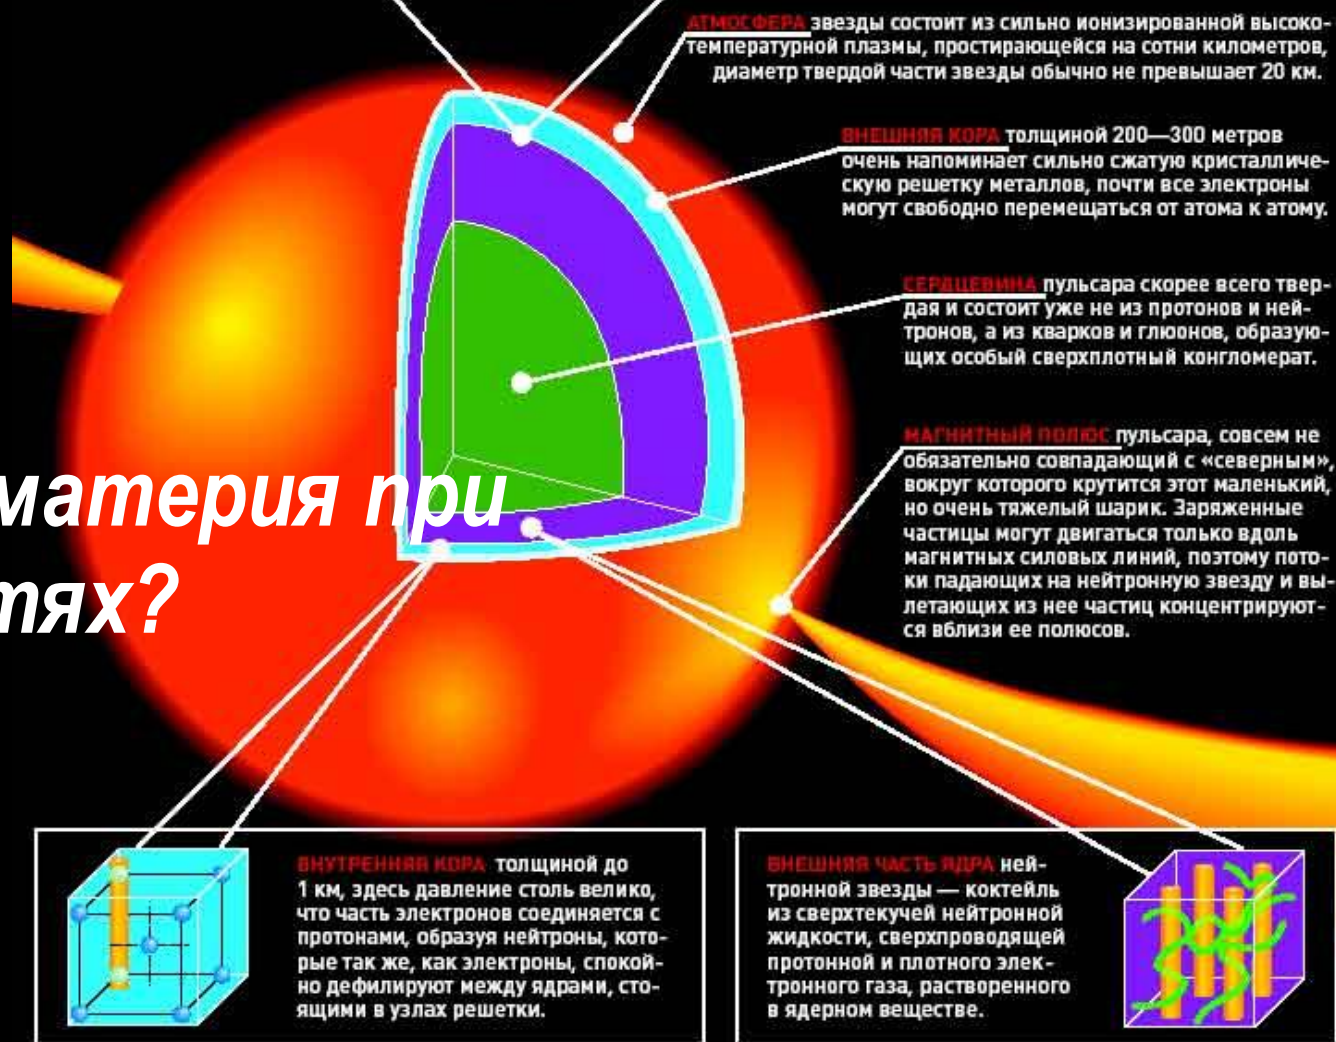 АТМОСФЕРА звезды состоит из сильно ионизированной высоко-
температурной плазмы, простирающейся на сотни километров,
диаметр твердой части звезды обычно не превышает 20 км.
ВНЕШНЯЯ КОРА толщиной 200—300 метров
очень напоминает сильно сжатую кристалличе-
скую решетку металлов, почти все электроны
могут свободно перемещаться от атома к атому.
СЕРДЦЕВИНА пульсара скорее всего твер-
дая и состоит уже не из протонов и ней-
тронов, а из кварков и глюонов, образую-
щих особый сверхплотный конгломерат.
МАГНИТНЫЙ ПОЛЮС пульсара, совсем не
обязательно совпадающий с «северным»,
вокруг которого крутится этот маленький,
но очень тяжелый шарик. Заряженные
частицы могут двигаться только вдоль
магнитных силовых линий, поэтому пото-
ки падающих на нейтронную звезду и вы-
летающих из нее частиц концентрируют-
ся вблизи ее полюсов.
материя при
тях?
ВНУТРЕННЯЯ КОРА толщиной до
1 км, здесь давление столь велико,
что часть электронов соединяется с
протонами, образуя нейтроны, кото-
рые так же, как электроны, спокой-
но дефилируют между ядрами, сто-
ящими в узлах решетки.
ВНЕШНЯЯ ЧАСТЬ ЯДРА ней-
тронной звезды — коктейль
из сверхтекучей нейтронной
жидкости, сверхпроводящей
протонной и плотного элек-
тронного газа, растворенного
в ядерном веществе.